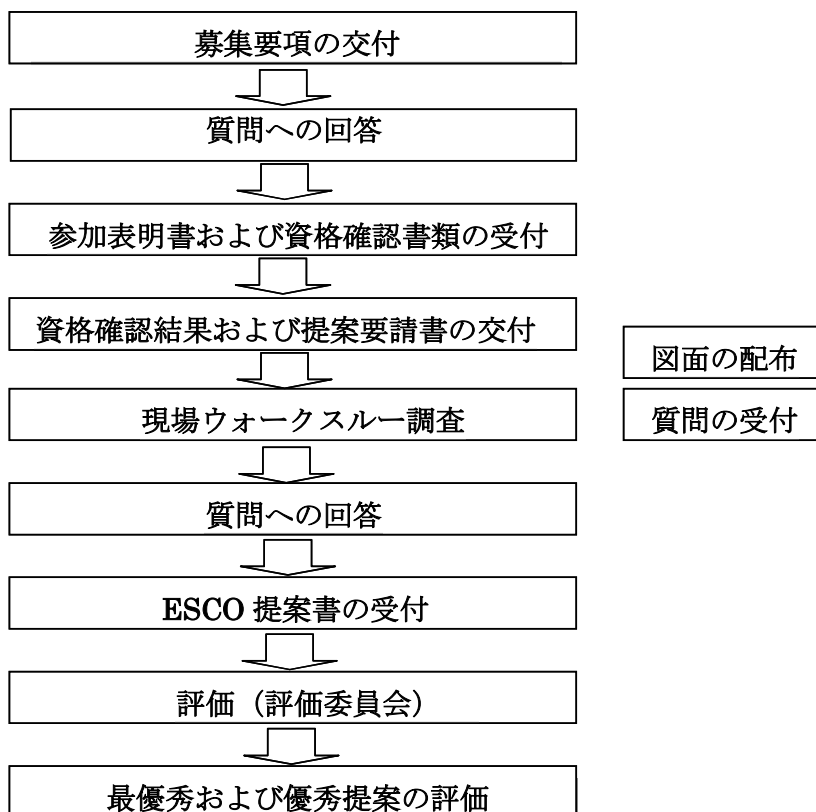 募集要項の交付
質問への回答
参加表明書および資格確認書類の受付
資格確認結果および提案要請書の交付
図面の配布
現場ウォークスルー調査
質問の受付
質問への回答
ESCO 提案書の受付
評価（評価委員会）
最優秀および優秀提案の評価